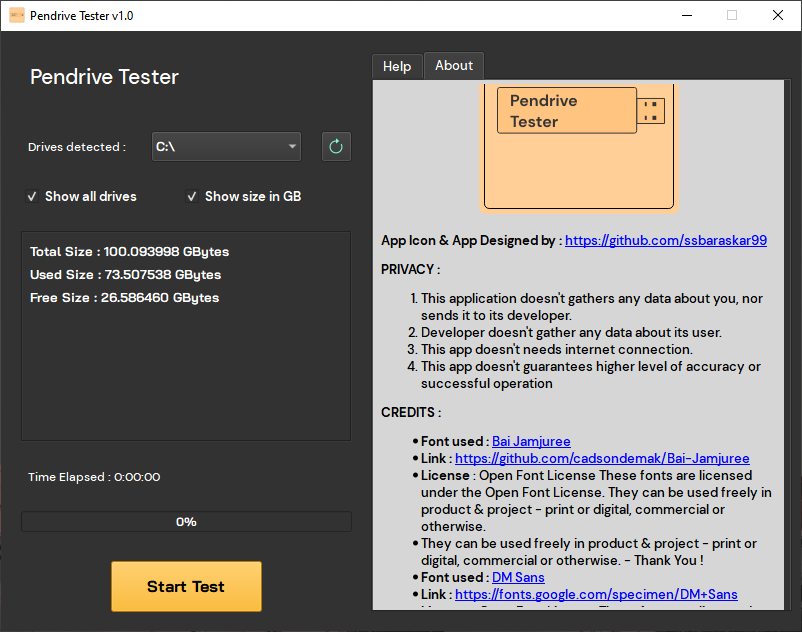 Pendrive Tester v1.0
Pendrive Tester
Drives detected :
C:\
Show all drives
Show size in GB
Total Size : 100.093998 GBytes
Used Size : 73.507538 GBytes
Free Size : 26.586460 GBytes
Time Elapsed : 0:00:00
0%
Start Test
Help
About
Pendrive
Tester
App Icon & App Designed by : https://github.com/ssbaraskar99
PRIVACY :
1. This application doesn't gathers any data about you, nor
sends it to its developer.
2. Developer doesn't gather any data about its user.
3. This app doesn't needs internet connection.
4. This app doesn't guarantees higher level of accuracy or
successful operation
CREDITS :
• Font used : Bai Jamjuree
• Link : https://github.com/cadsondemak/Bai-Jamjuree
• License : Open Font License These fonts are licensed
under the Open Font License. They can be used freely in
product & project - print or digital, commercial or
otherwise.
• They can be used freely in product & project - print or
digital, commercial or otherwise. - Thank You !
• Font used : DM Sans
• Link : https://fonts.google.com/specimen/DM+Sans